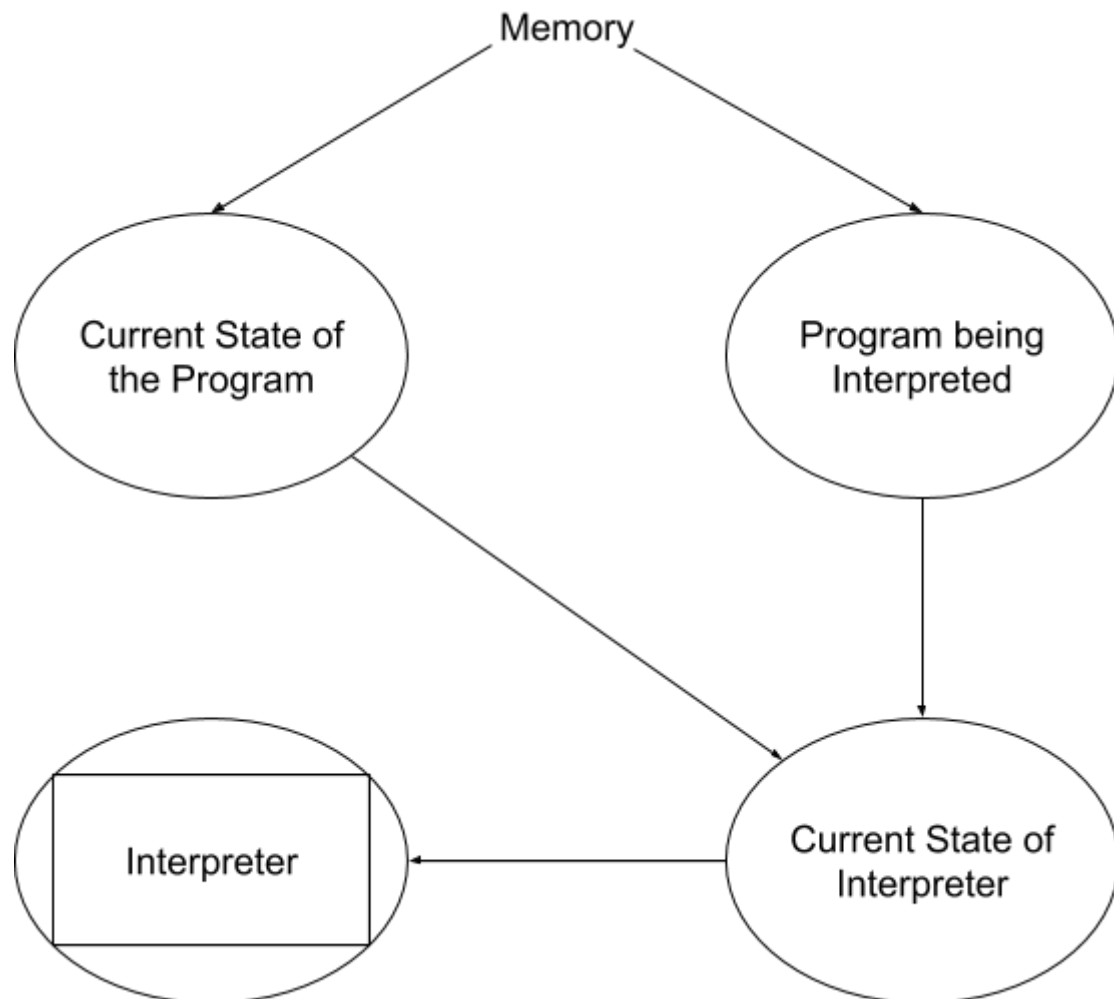 Memory
Current State of
the Program
Program being
Interpreted
Interpreter
Current State of
Interpreter